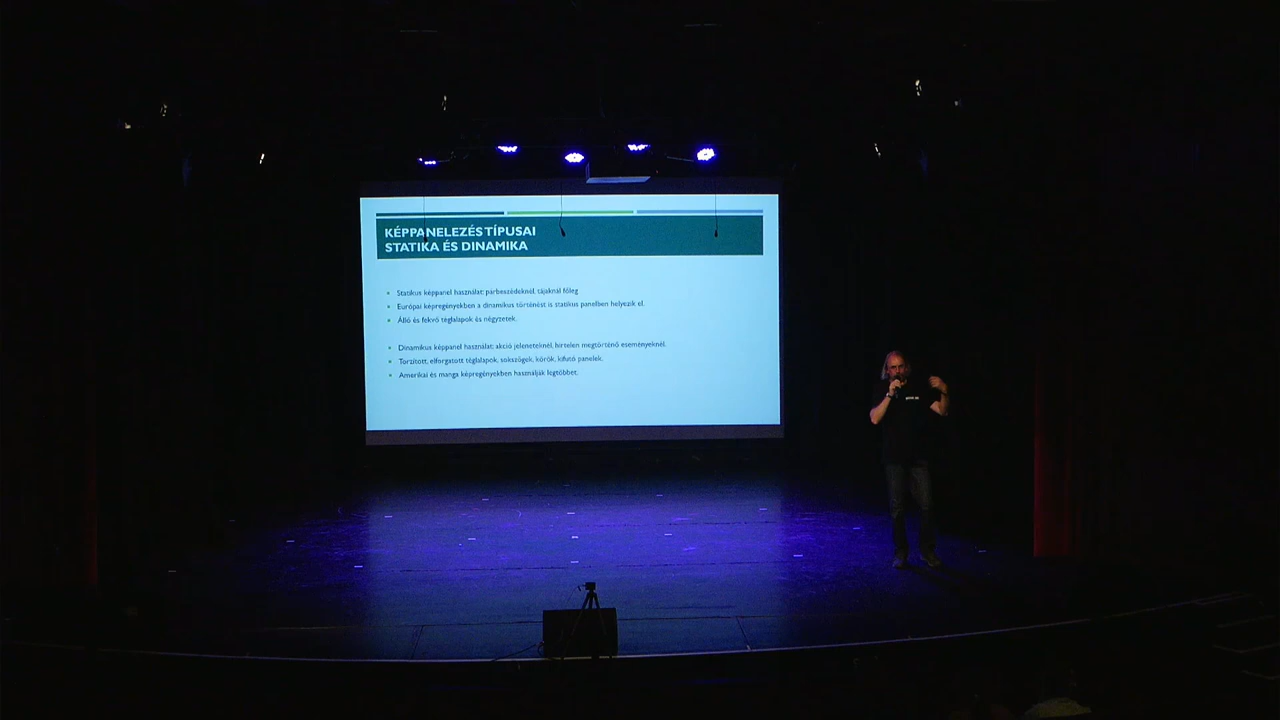 KÉPPANELEZÉS TÍPUSAI
STATIKA ÉS DINAMIKA
Statikus képpanel használat: párbeszédeknél, tájaknál főleg
Európai képregényekben a dinamikus történést is statikus panelben helyezik el.
Álló és fekvő téglalapok és négyzetek.
Dinamikus képpanel használat: akció jeleneteknél, hirtelen megtörténő eseményeknél.
Torzított, elforgatott téglalapok, sokszögek, körök, kifutó panelek.
Amerikai és manga képregényekben használják legtöbbet.